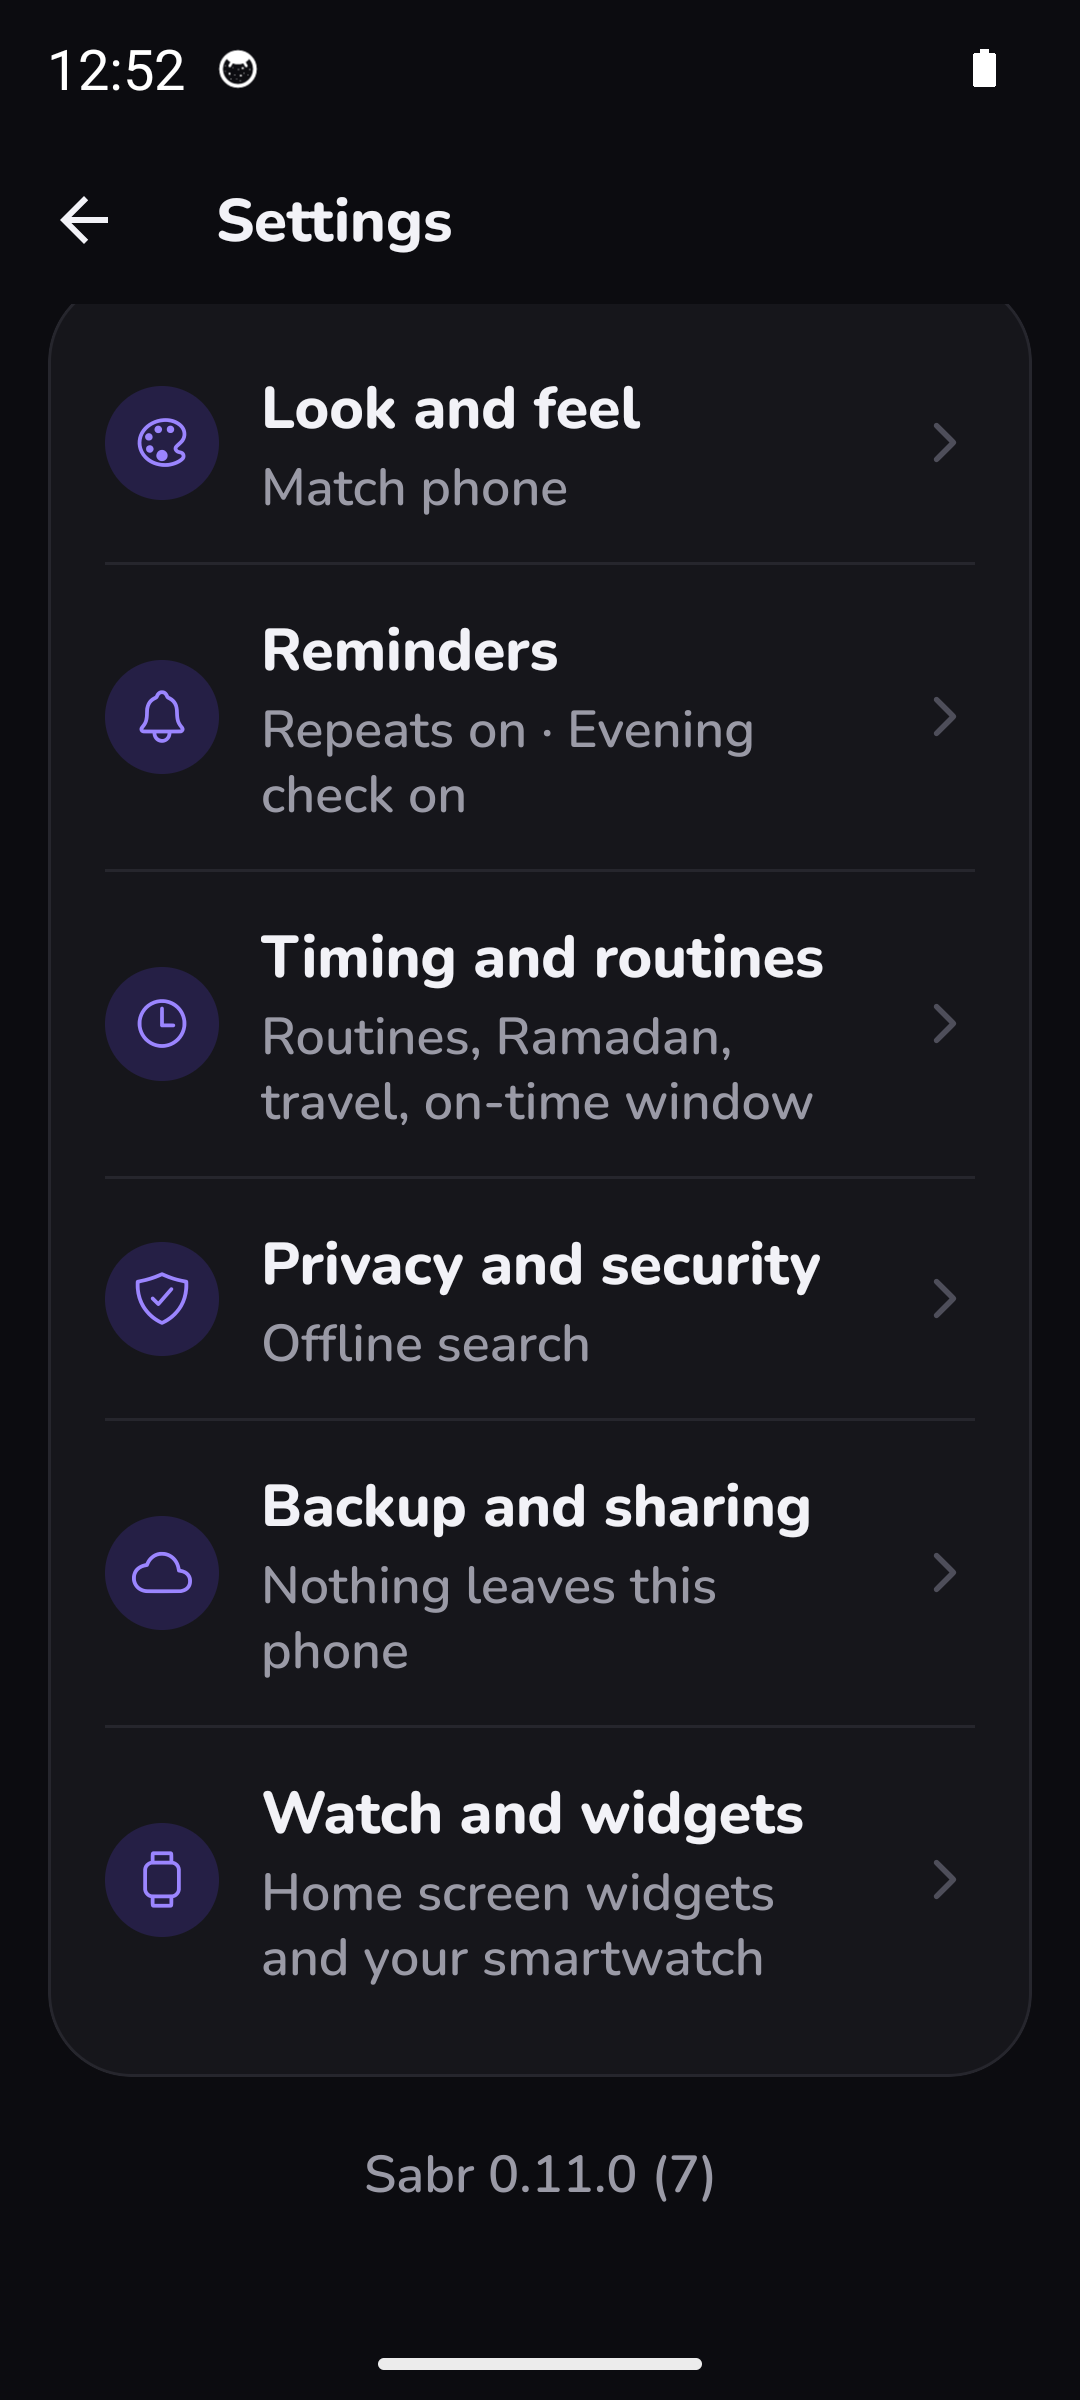 12:52
Settings
Look and feel
Match phone
Reminders
Repeats on · Evening
check on
Timing and routines
Routines, Ramadan,
travel, on-time window
Privacy and security
Offline search
Backup and sharing
Nothing leaves this
phone
Watch and widgets
Home screen widgets
and your smartwatch
Sabr 0.11.0 (7)